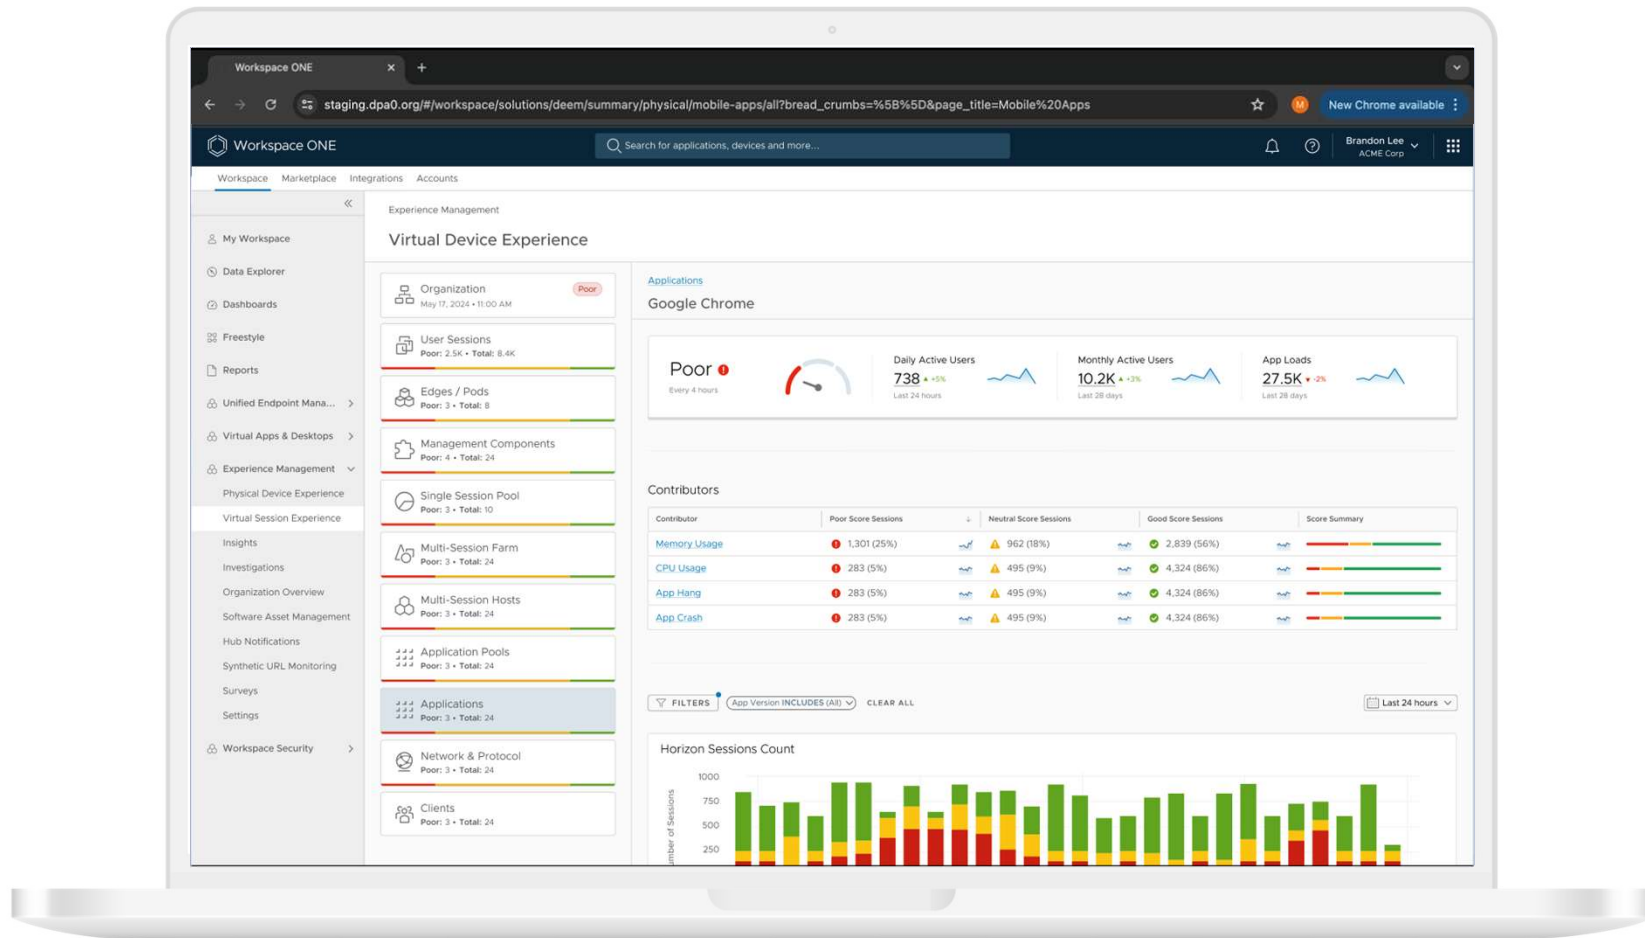 Workspace ONE
staging.dpa0.org/#/workspace/solutions/deem/summary/physical/mobile-apps/all?bread_crumbs=%5B%5D&page_title=Mobile%20Apps
M
New Chrome available
Workspace ONE
Search for applications, devices and more...
Brandon Lee
ACME Corp
Workspace Marketplace Integrations Accounts
My Workspace
Data Explorer
Dashboards
Freestyle
Reports
Unified Endpoint Mana...
Virtual Apps & Desktops
Experience Management
Physical Device Experience
Virtual Session Experience
Insights
Investigations
Organization Overview
Software Asset Management
Hub Notifications
Synthetic URL Monitoring
Surveys
Settings
Workspace Security
Experience Management
Virtual Device Experience
Organization Poor
May 17, 2024 • 11:00 AM
User Sessions
Poor: 2.5K • Total: 8.4K
Edges / Pods
Poor: 3 • Total: 8
Management Components
Poor: 4 • Total: 24
Single Session Pool
Poor: 3 • Total: 10
Multi-Session Farm
Poor: 3 • Total: 24
Multi-Session Hosts
Poor: 3 • Total: 24
Application Pools
Poor: 3 • Total: 24
Applications
Poor: 3 • Total: 24
Network & Protocol
Poor: 3 • Total: 24
Clients
Poor: 3 • Total: 24
Applications
Google Chrome
Poor
Every 4 hours
Daily Active Users
738 +5%
Last 24 hours
Monthly Active Users
10.2K +3%
Last 28 days
App Loads
27.5K -2%
Last 28 days
Contributors
Contributor Poor Score Sessions Neutral Score Sessions Good Score Sessions Score Summary
Memory Usage 1,301 (25%) 962 (18%) 2,839 (56%)
CPU Usage 283 (5%) 495 (9%) 4,324 (86%)
App Hang 283 (5%) 495 (9%) 4,324 (86%)
App Crash 283 (5%) 495 (9%) 4,324 (86%)
FILTERS App Version INCLUDES (All) CLEAR ALL Last 24 hours
Horizon Sessions Count
1000
750
500
250
umber of Sessions